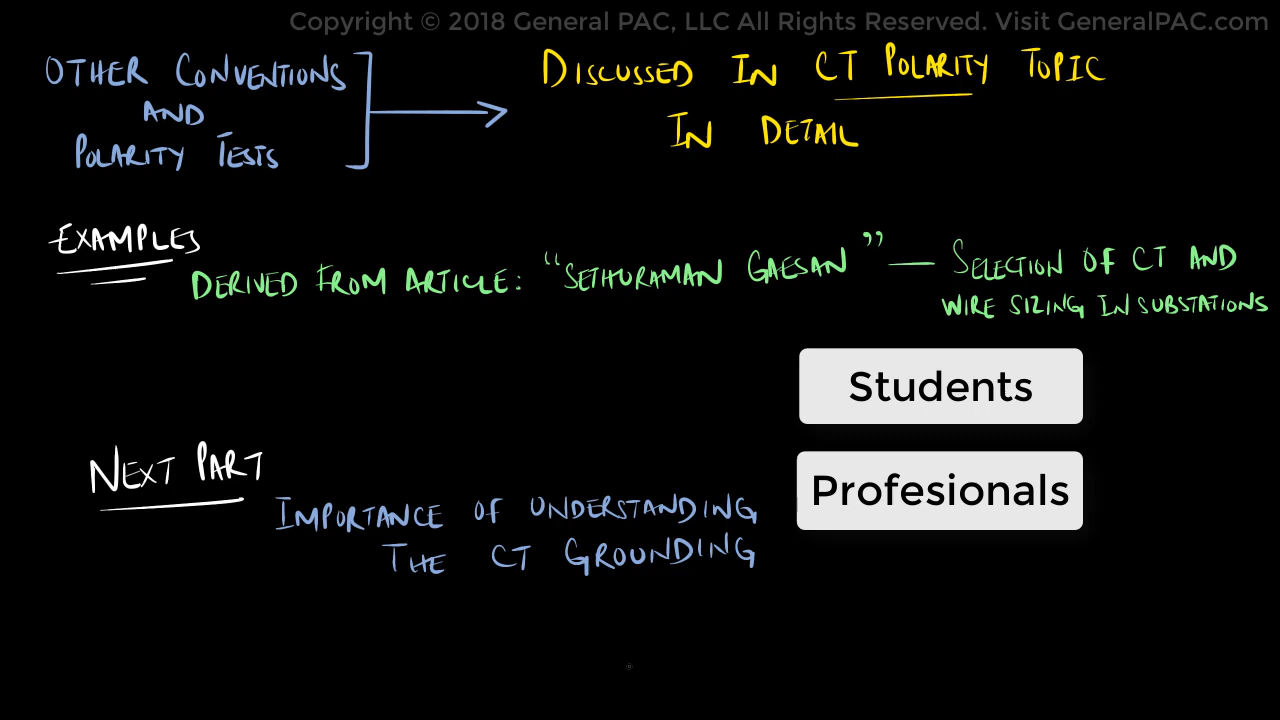 Copyright © 2018 General PAC, LLC All Rights Reserved. Visit GeneralPAC.com
OTHER CONVENTIONS
AND
POLARITY TESTS
DISCUSSED IN CT POLARITY TOPIC
IN DETAIL
EXAMPLES
DERIVED FROM ARTICLE: "SETHURAMAN GAESAN" — SELECTION OF CT AND
WIRE SIZING IN SUBSTATIONS
Students
Profesionals
NEXT PART
IMPORTANCE OF UNDERSTANDING
THE CT GROUNDING